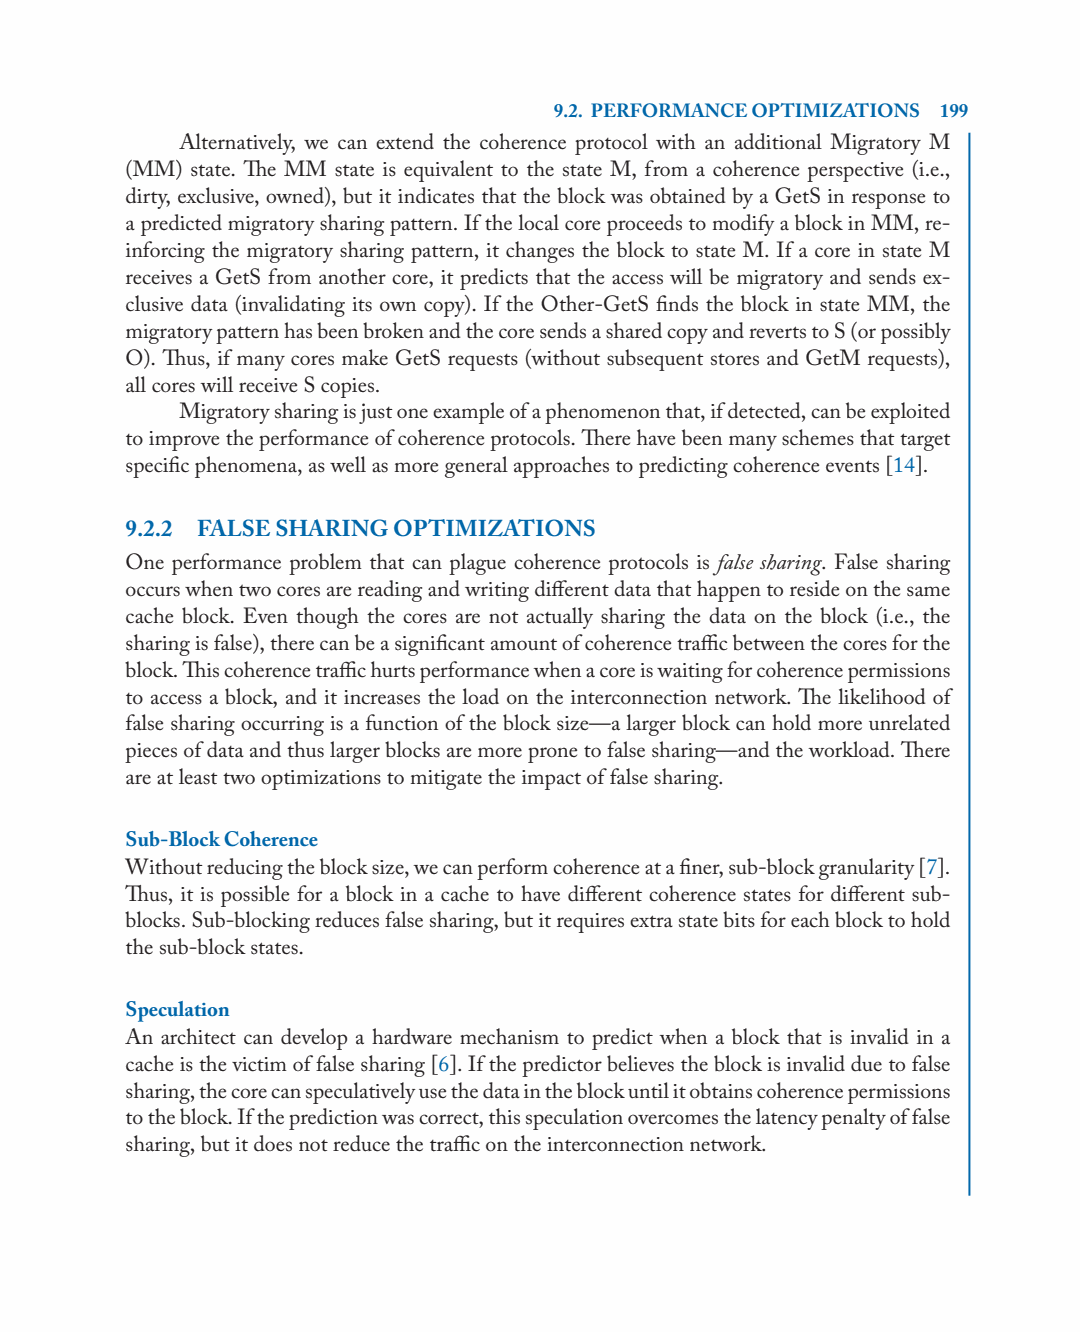 9.2. PERFORMANCE OPTIMIZATIONS 199
Alternatively, we can extend the coherence protocol with an additional Migratory M
(MM) state. The MM state is equivalent to the state M, from a coherence perspective (i.e.,
dirty, exclusive, owned), but it indicates that the block was obtained by a GetS in response to
a predicted migratory sharing pattern. If the local core proceeds to modify a block in MM, re-
inforcing the migratory sharing pattern, it changes the block to state M. If a core in state M
receives a GetS from another core, it predicts that the access will be migratory and sends ex-
clusive data (invalidating its own copy). If the Other-GetS finds the block in state MM, the
migratory pattern has been broken and the core sends a shared copy and reverts to S (or possibly
O). Thus, if many cores make GetS requests (without subsequent stores and GetM requests),
all cores will receive S copies.
Migratory sharing is just one example of a phenomenon that, if detected, can be exploited
to improve the performance of coherence protocols. There have been many schemes that target
specific phenomena, as well as more general approaches to predicting coherence events [14].
9.2.2 FALSE SHARING OPTIMIZATIONS
One performance problem that can plague coherence protocols is false sharing. False sharing
occurs when two cores are reading and writing different data that happen to reside on the same
cache block. Even though the cores are not actually sharing the data on the block (i.e., the
sharing is false), there can be a significant amount of coherence traffic between the cores for the
block. This coherence traffic hurts performance when a core is waiting for coherence permissions
to access a block, and it increases the load on the interconnection network. The likelihood of
false sharing occurring is a function of the block size—a larger block can hold more unrelated
pieces of data and thus larger blocks are more prone to false sharing—and the workload. There
are at least two optimizations to mitigate the impact of false sharing.
Sub-Block Coherence
Without reducing the block size, we can perform coherence at a finer, sub-block granularity [7].
Thus, it is possible for a block in a cache to have different coherence states for different sub-
blocks. Sub-blocking reduces false sharing, but it requires extra state bits for each block to hold
the sub-block states.
Speculation
An architect can develop a hardware mechanism to predict when a block that is invalid in a
cache is the victim of false sharing [6]. If the predictor believes the block is invalid due to false
sharing, the core can speculatively use the data in the block until it obtains coherence permissions
to the block. If the prediction was correct, this speculation overcomes the latency penalty of false
sharing, but it does not reduce the traffic on the interconnection network.